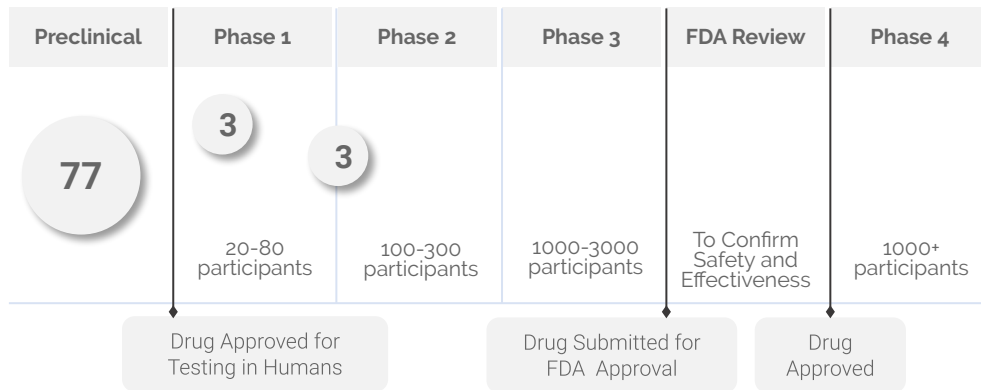 Preclinical
Phase 1
Phase 2
Phase 3
FDA Review
Phase 4
77
3
3
20-80
participants
100-300
participants
1000-3000
participants
To Confirm
Safety and
Effectiveness
1000+
participants
Drug Approved for
Testing in Humans
Drug Submitted for
FDA Approval
Drug
Approved